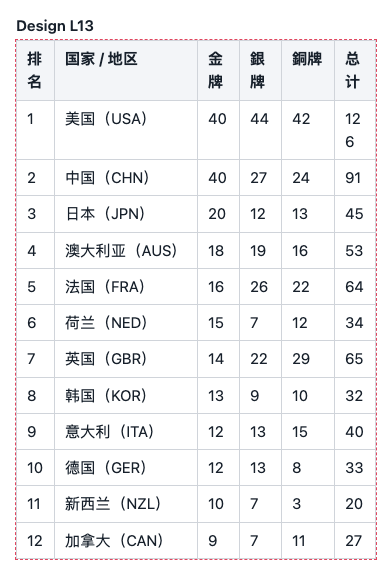 Design L13
排名 国家 / 地区 金牌 銀牌 銅牌 总计
1 美国（USA） 40 44 42 126
2 中国（CHN） 40 27 24 91
3 日本（JPN） 20 12 13 45
4 澳大利亚（AUS） 18 19 16 53
5 法国（FRA） 16 26 22 64
6 荷兰（NED） 15 7 12 34
7 英国（GBR） 14 22 29 65
8 韩国（KOR） 13 9 10 32
9 意大利（ITA） 12 13 15 40
10 德国（GER） 12 13 8 33
11 新西兰（NZL） 10 7 3 20
12 加拿大（CAN） 9 7 11 27